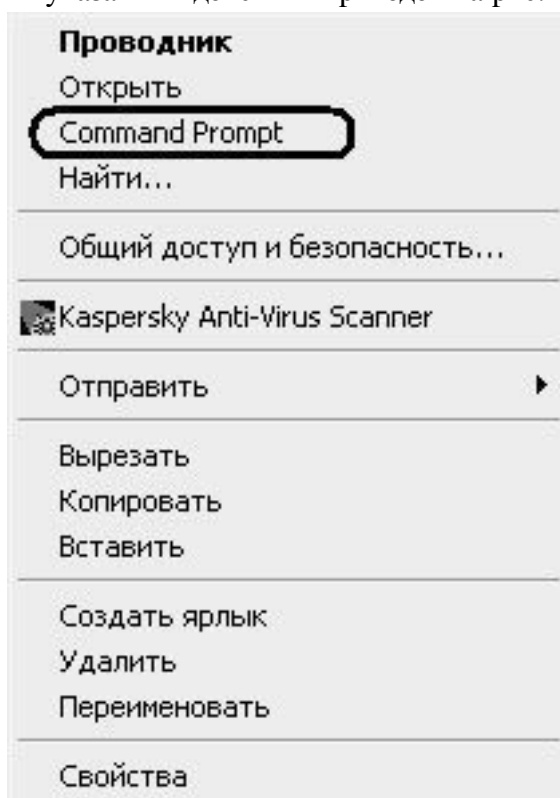 Проводник
Открыть
Command Prompt
Найти...
Общий доступ и безопасность...
Kaspersky Anti-Virus Scanner
Отправить
Вырезать
Копировать
Вставить
Создать ярлык
Удалить
Переименовать
Свойства